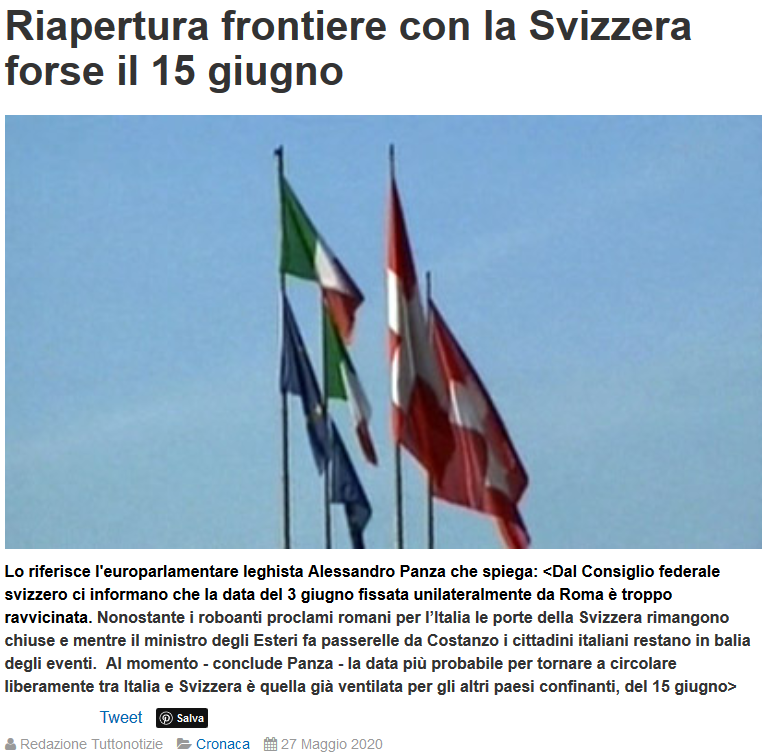 Riapertura frontiere con la Svizzera
forse il 15 giugno
Lo riferisce l'europarlamentare leghista Alessandro Panza che spiega: <Dal Consiglio federale
svizzero ci informano che la data del 3 giugno fissata unilateralmente da Roma è troppo
ravvicinata. Nonostante i roboanti proclami romani per l’Italia le porte della Svizzera rimangono
chiuse e mentre il ministro degli Esteri fa passerelle da Costanzo i cittadini italiani restano in balia
degli eventi.  Al momento - conclude Panza - la data più probabile per tornare a circolare
liberamente tra Italia e Svizzera è quella già ventilata per gli altri paesi confinanti, del 15 giugno>
Tweet Salva
Redazione Tuttonotizie Cronaca 27 Maggio 2020